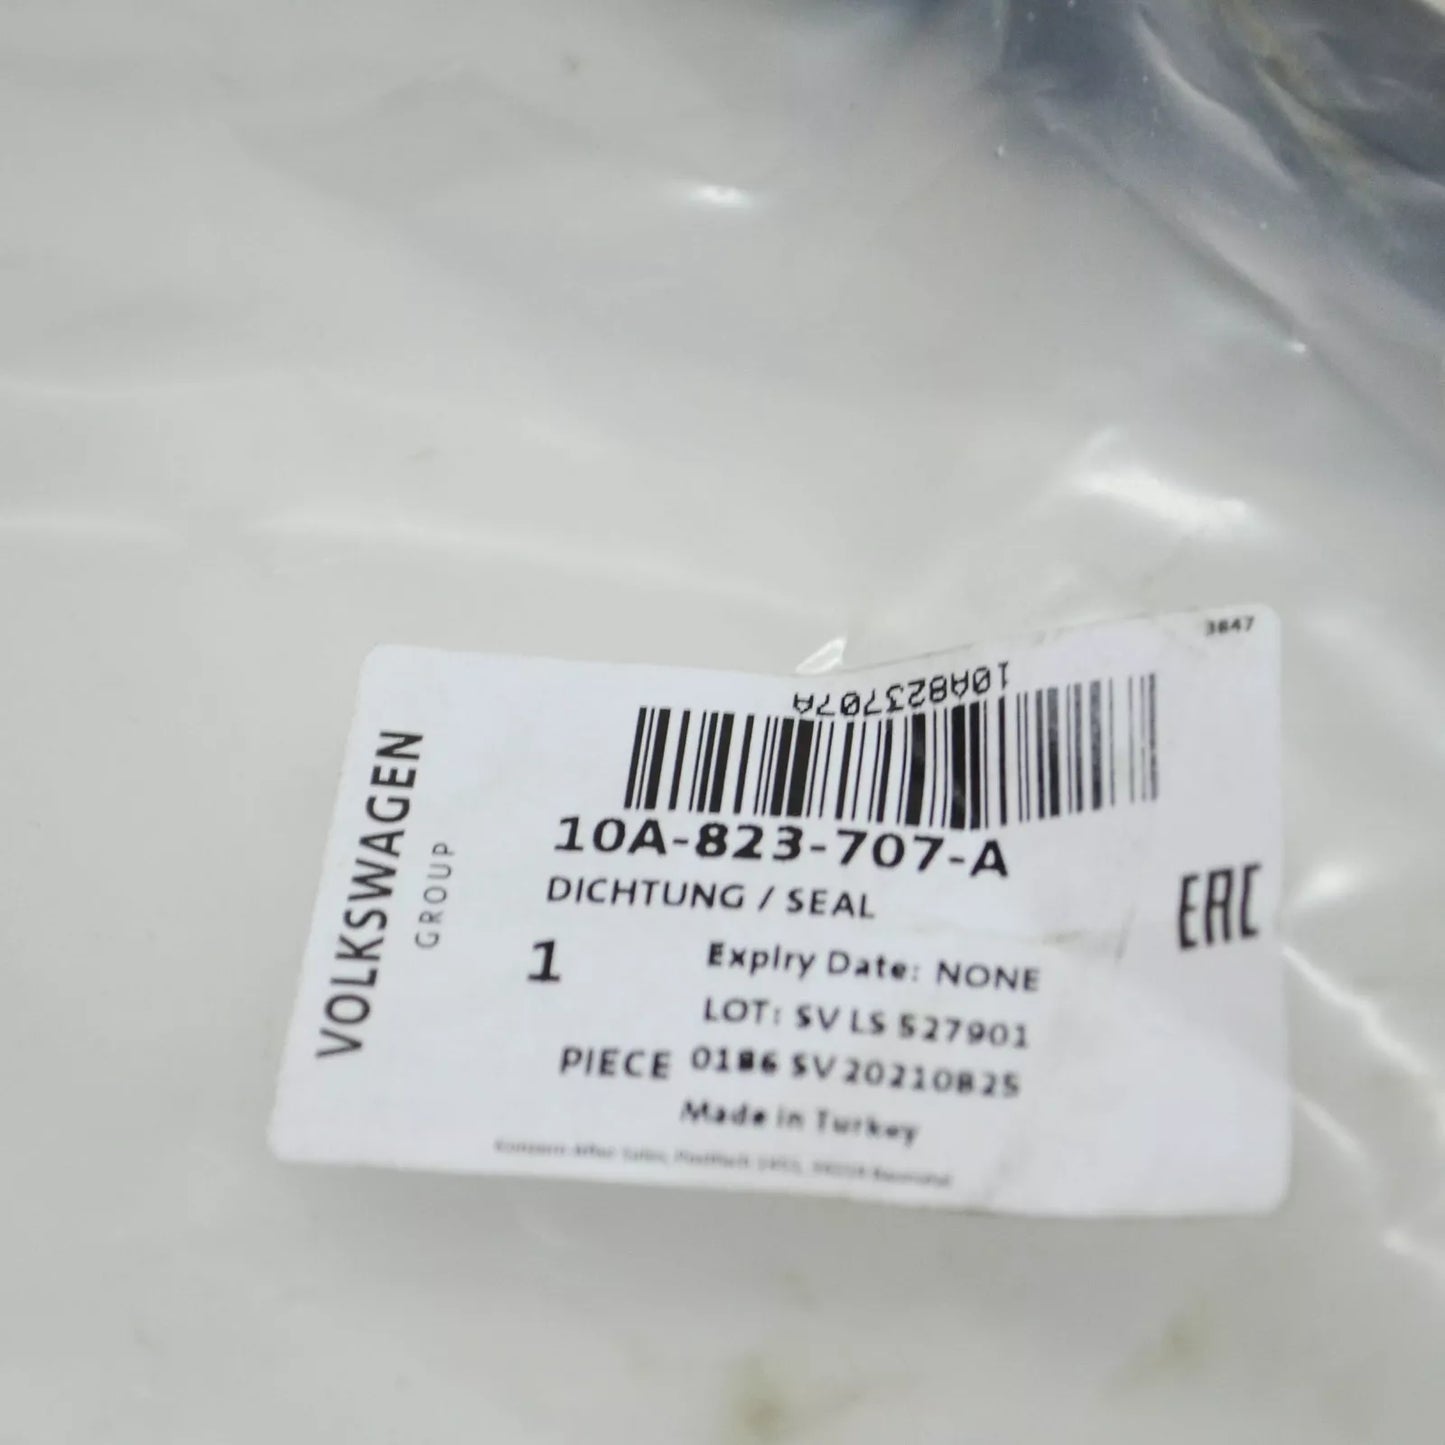 3847
10A823707A
10A-823-707-A
DICHTUNG / SEAL
1
Expiry Date: NONE
LOT: SV LS 527901
PIECE 0186 SV 20210825
Made in Turkey
VOLKSWAGEN
GROUP
EAC